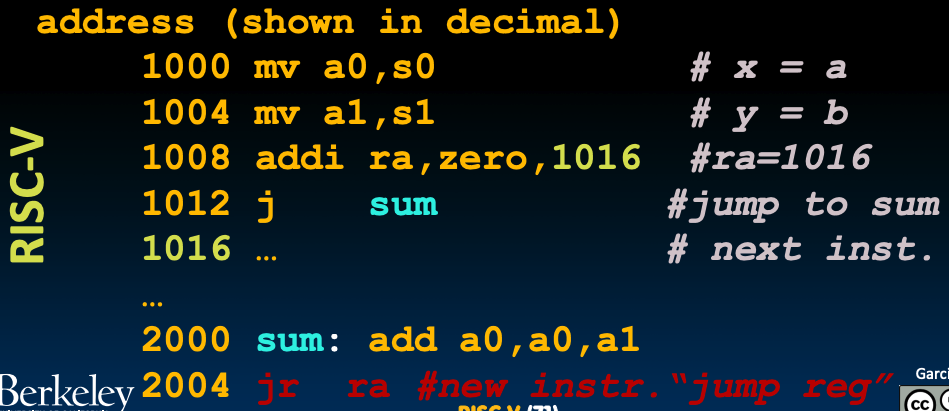 address (shown in decimal)
1000 mv a0,s0 # x = a
1004 mv a1,s1 # y = b
1008 addi ra,zero,1016 #ra=1016
1012 j sum #jump to sum
1016 … # next inst.
…
2000 sum: add a0,a0,a1
2004 jr ra #new instr.“jump reg”
RISC-V
Berkeley
Garci
RISC-V (71)
cc